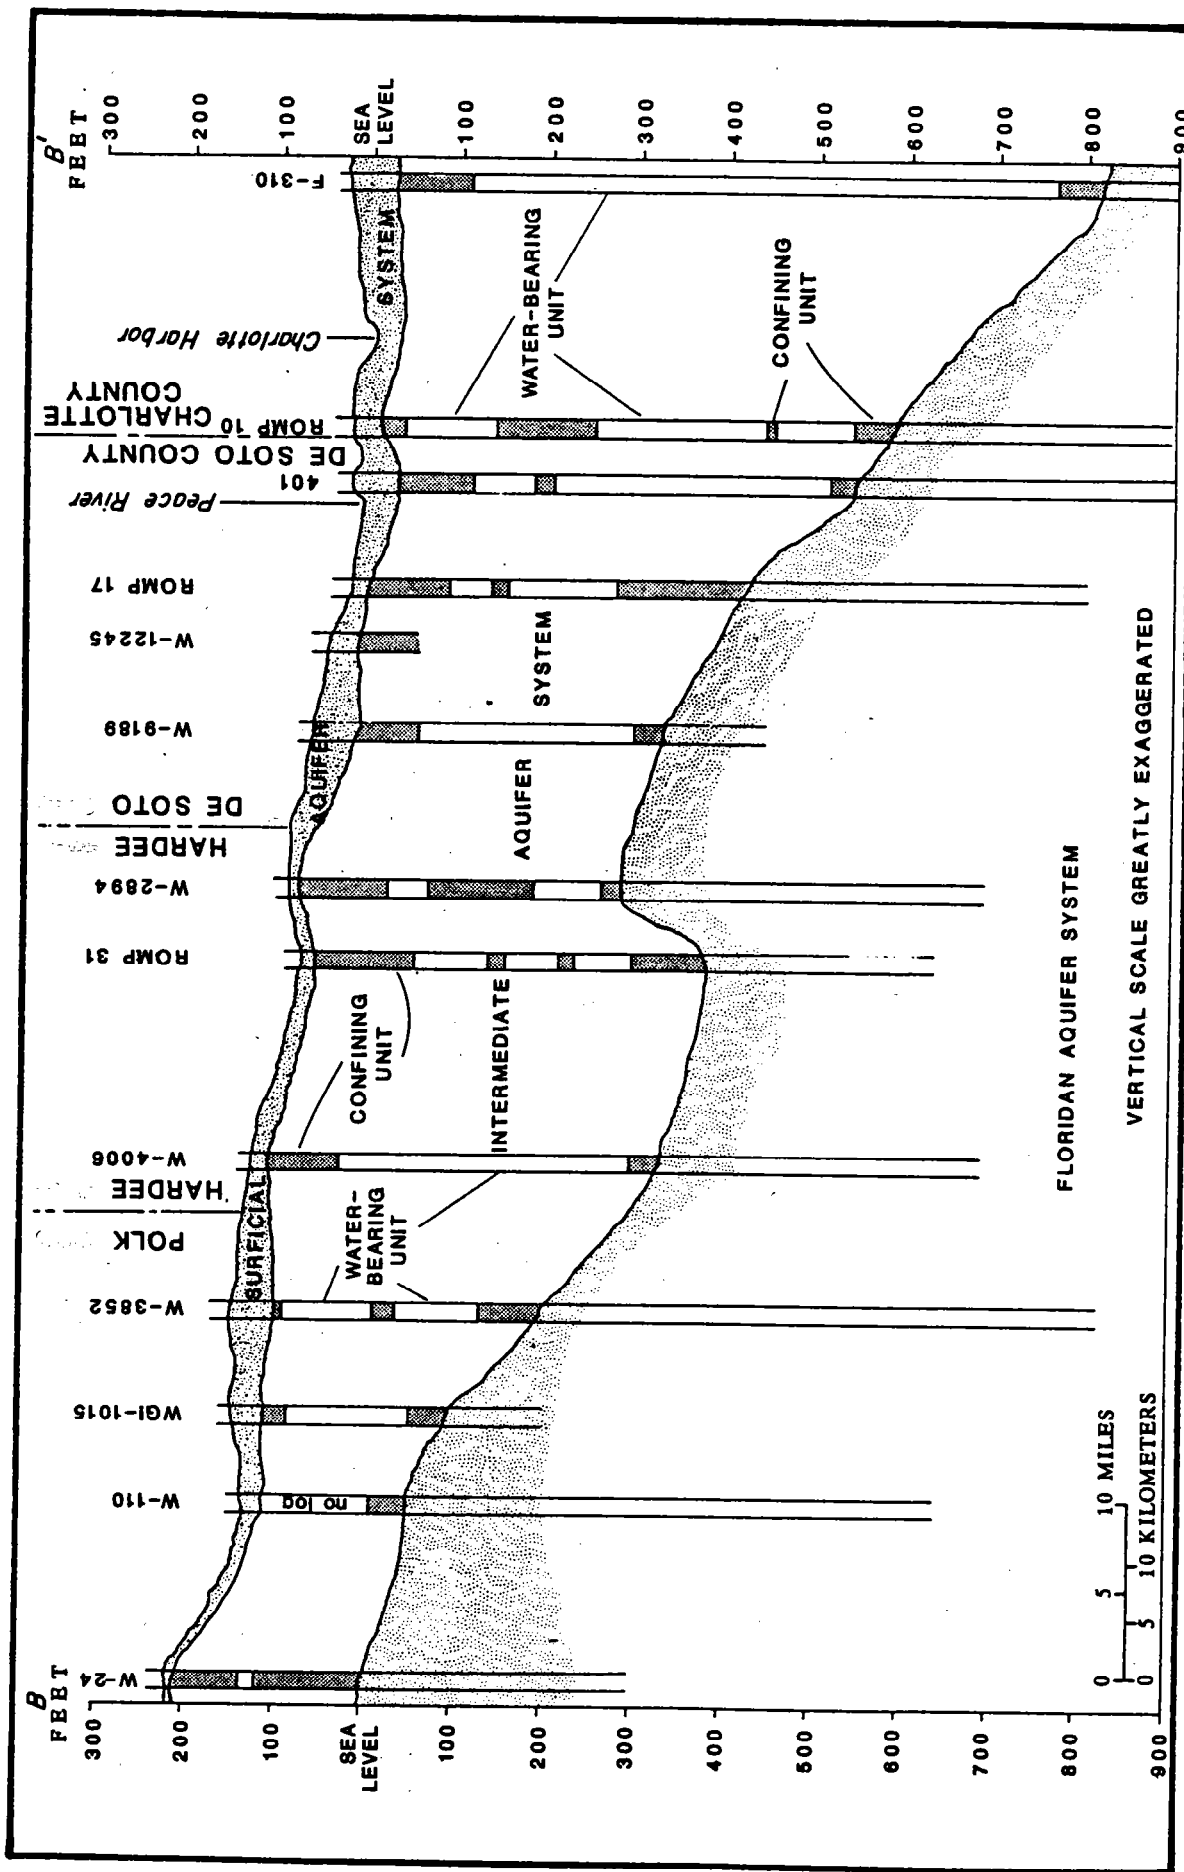 B
FEET
300
200
100
SEA
LEVEL
100
200
300
400
500
600
700
800
900
B'
FEET
300
200
100
SEA
LEVEL
100
200
300
400
500
600
700
800
900
W-24
W-110
WGI-1015
W-3852
POLK
HARDEE
W-4006
ROMP 31
W-2894
HARDEE
DE SOTO
W-9189
W-12245
ROMP 17
Peace River
401
DE SOTO COUNTY
CHARLOTTE
COUNTY
ROMP 10
Charlotte Harbor
F-310
SURFICIAL
AQUIFER
SYSTEM
no
WATER-
BEARING
UNIT
CONFINING
UNIT
INTERMEDIATE
AQUIFER
SYSTEM
WATER-BEARING
UNIT
CONFINING
UNIT
FLORIDAN AQUIFER SYSTEM
VERTICAL SCALE GREATLY EXAGGERATED
0 5 10 MILES
0 5 10 KILOMETERS